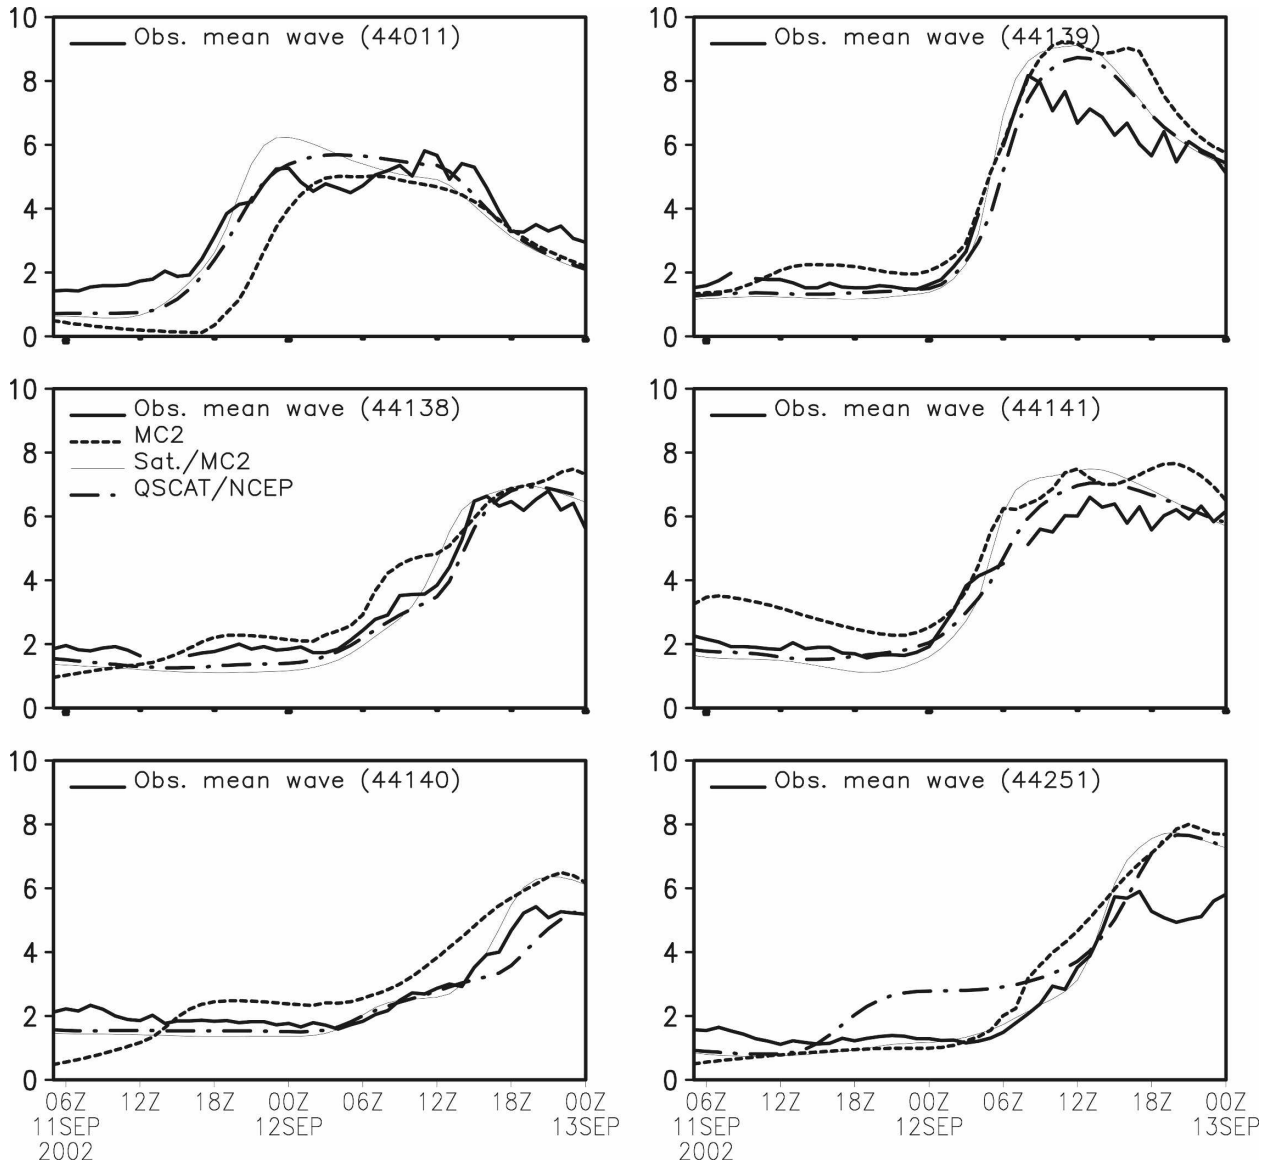 10
8
6
4
2
0
Obs. mean wave (44011)
10
8
6
4
2
0
Obs. mean wave (44139)
10
8
6
4
2
0
Obs. mean wave (44138)
MC2
Sat./MC2
QSCAT/NCEP
10
8
6
4
2
0
Obs. mean wave (44141)
10
8
6
4
2
0
Obs. mean wave (44140)
06Z 12Z 18Z 00Z 06Z 12Z 18Z 00Z
11SEP 12SEP 13SEP
2002
10
8
6
4
2
0
Obs. mean wave (44251)
06Z 12Z 18Z 00Z 06Z 12Z 18Z 00Z
11SEP 12SEP 13SEP
2002